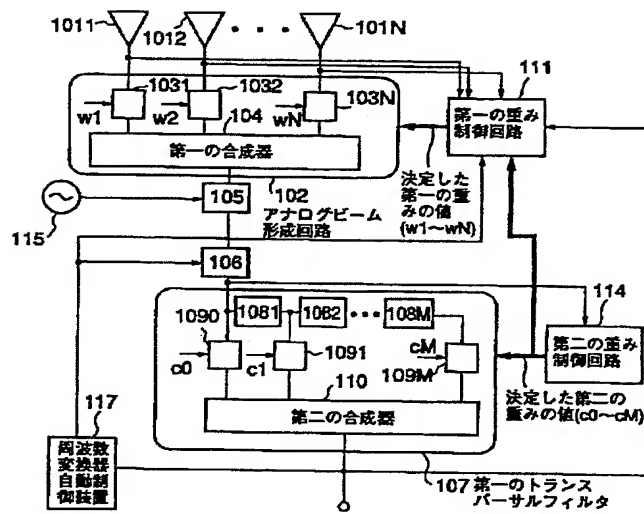 1011
1012
101N
1031
1032
103N
w1
w2
104
wN
第一の合成器
111
第一の重み
制御回路
102
105
アナログビーム
形成回路
決定した
第一の重
みの値
(w1~wN)
115
106
1081
1082
108M
1090
1091
cM
109M
c0
c1
110
第二の合成器
114
第二の重み
制御回路
決定した第二の
重みの値(c0~cM)
117
周波数
変換器
自動制
御装置
107
第一のトランス
バーサルフィルタ